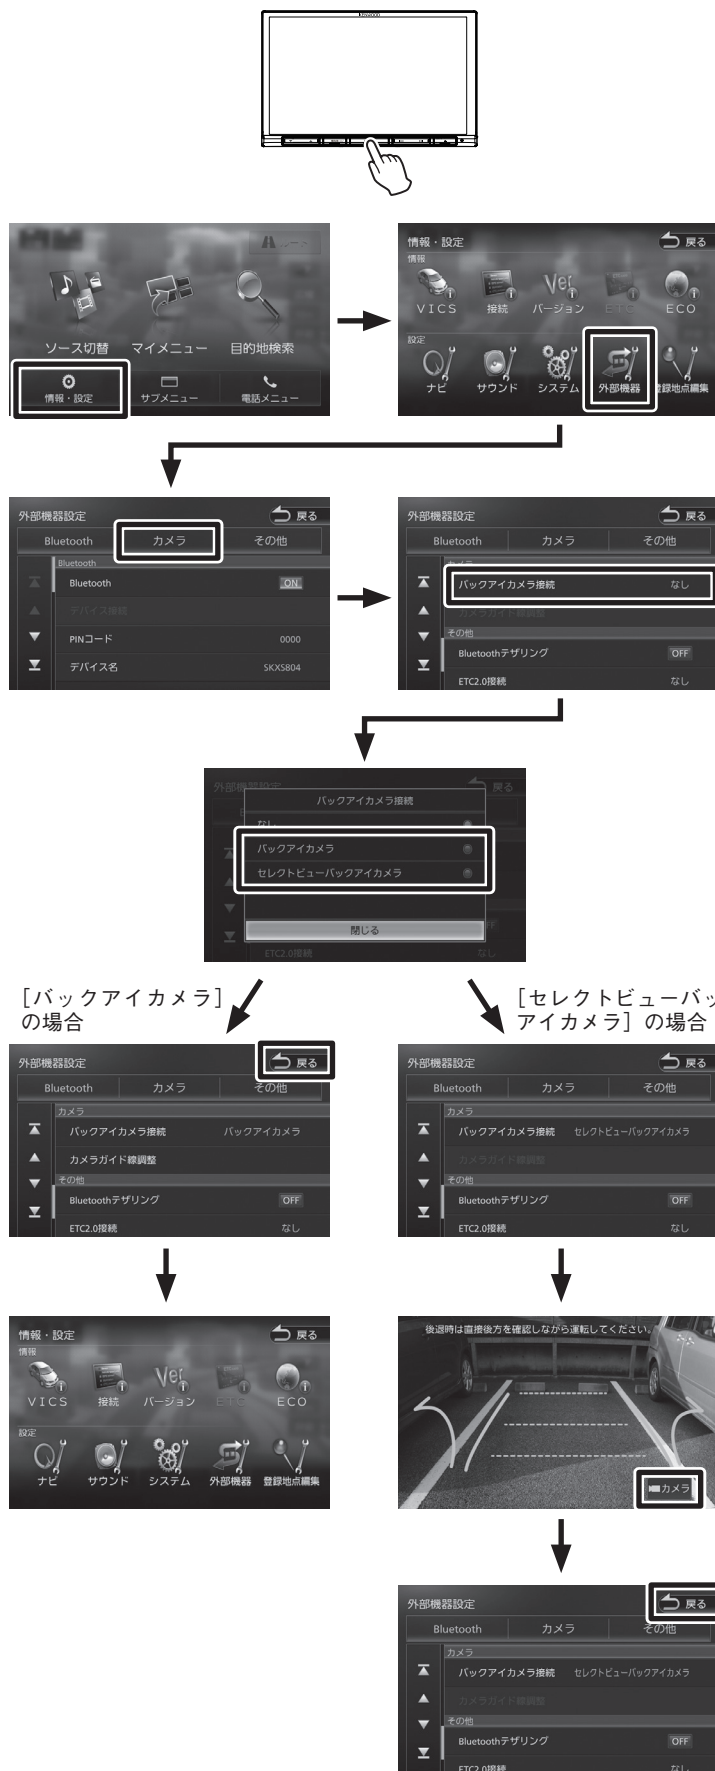 KENWOOD
ソース切替 マイメニュー 目的地検索
情報・設定 サブメニュー 電話メニュー
情報・設定 戻る
情報
VICS 接続 バージョン ETC ECO
設定
ナビ サウンド システム 外部機器 登録地点編集
外部機器設定 戻る
Bluetooth カメラ その他
Bluetooth
Bluetooth ON
デバイス接続
PINコード 0000
デバイス名 SKXS804
外部機器設定 戻る
Bluetooth カメラ その他
カメラ
バックアイカメラ接続 なし
カメラガイド線調整
その他
Bluetoothテザリング OFF
ETC2.0接続 なし
外部機器設定 戻る
バックアイカメラ接続
なし
バックアイカメラ
セレクトビューバックアイカメラ
閉じる
ETC2.0接続 なし
[バックアイカメラ]
の場合
[セレクトビューバッ
アイカメラ]の場合
外部機器設定 戻る
Bluetooth カメラ その他
カメラ
バックアイカメラ接続 バックアイカメラ
カメラガイド線調整
その他
Bluetoothテザリング OFF
ETC2.0接続 なし
外部機器設定 戻る
Bluetooth カメラ その他
カメラ
バックアイカメラ接続 セレクトビューバックアイカメラ
カメラガイド線調整
その他
Bluetoothテザリング OFF
ETC2.0接続 なし
情報・設定 戻る
情報
VICS 接続 バージョン ETC ECO
設定
ナビ サウンド システム 外部機器 登録地点編集
後退時は直接後方を確認しながら運転してください。
カメラ
外部機器設定 戻る
Bluetooth カメラ その他
カメラ
バックアイカメラ接続 セレクトビューバックアイカメラ
カメラガイド線調整
その他
Bluetoothテザリング OFF
ETC2.0接続 なし